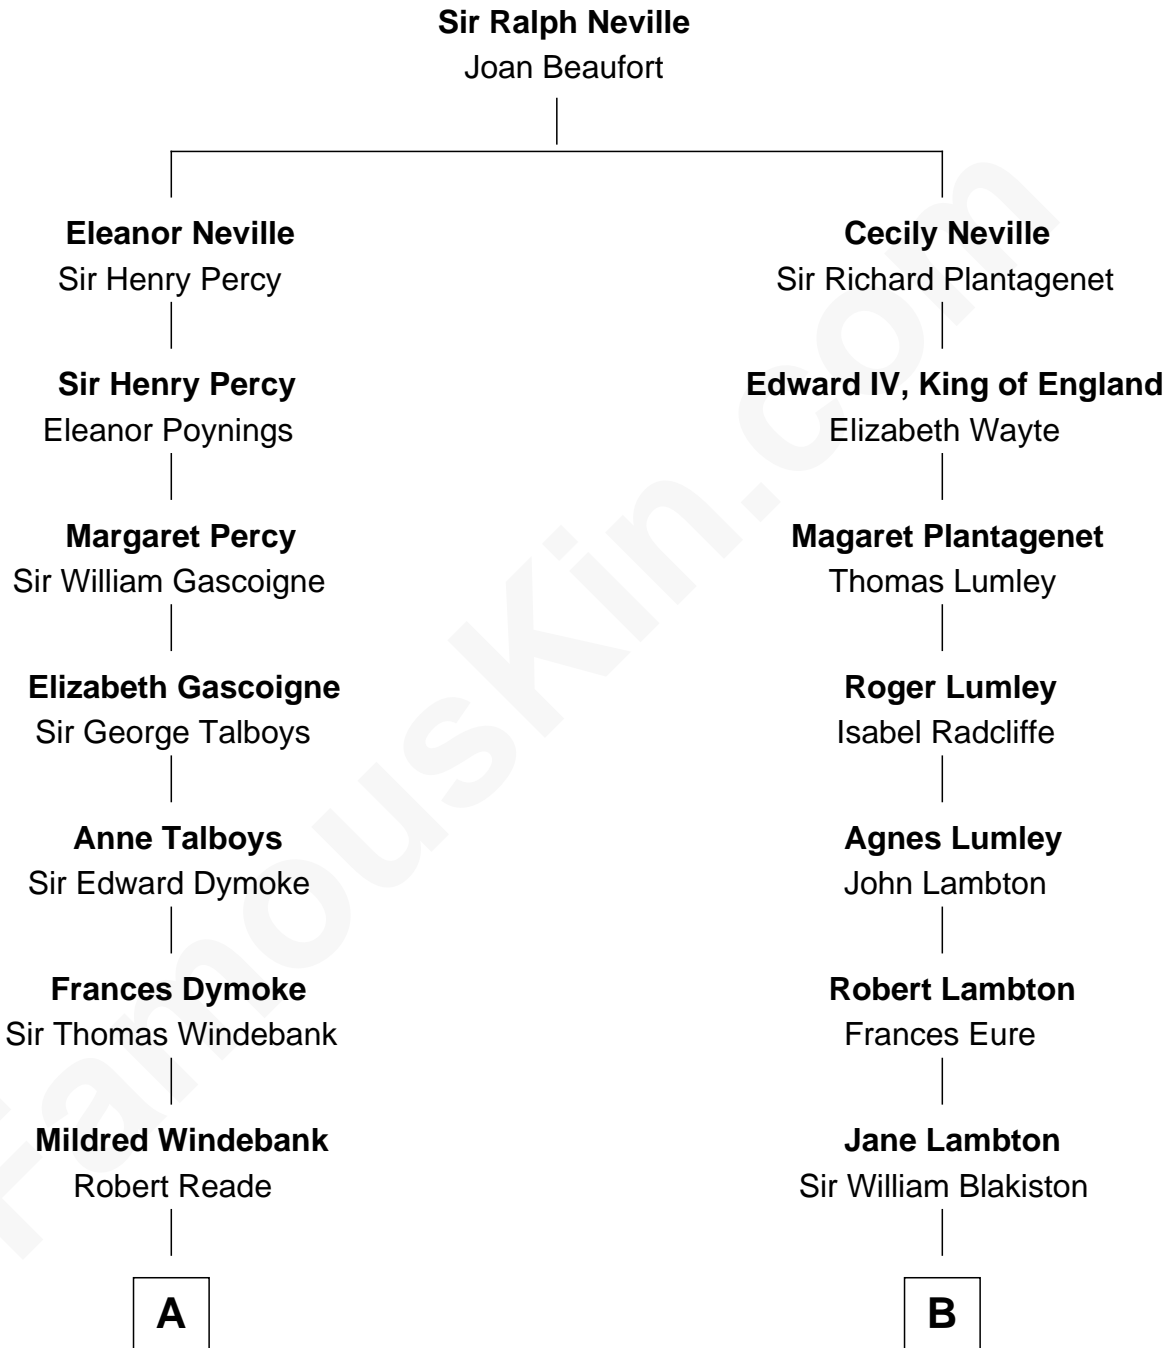 Sir Ralph Neville
Joan Beaufort
Eleanor Neville
Sir Henry Percy
Cecily Neville
Sir Richard Plantagenet
Sir Henry Percy
Eleanor Poynings
Edward IV, King of England
Elizabeth Wayte
Margaret Percy
Sir William Gascoigne
Magaret Plantagenet
Thomas Lumley
Elizabeth Gascoigne
Sir George Talboys
Roger Lumley
Isabel Radcliffe
Anne Talboys
Sir Edward Dymoke
Agnes Lumley
John Lambton
Frances Dymoke
Sir Thomas Windebank
Robert Lambton
Frances Eure
Mildred Windebank
Robert Reade
Jane Lambton
Sir William Blakiston
A
B
FamousKin.com